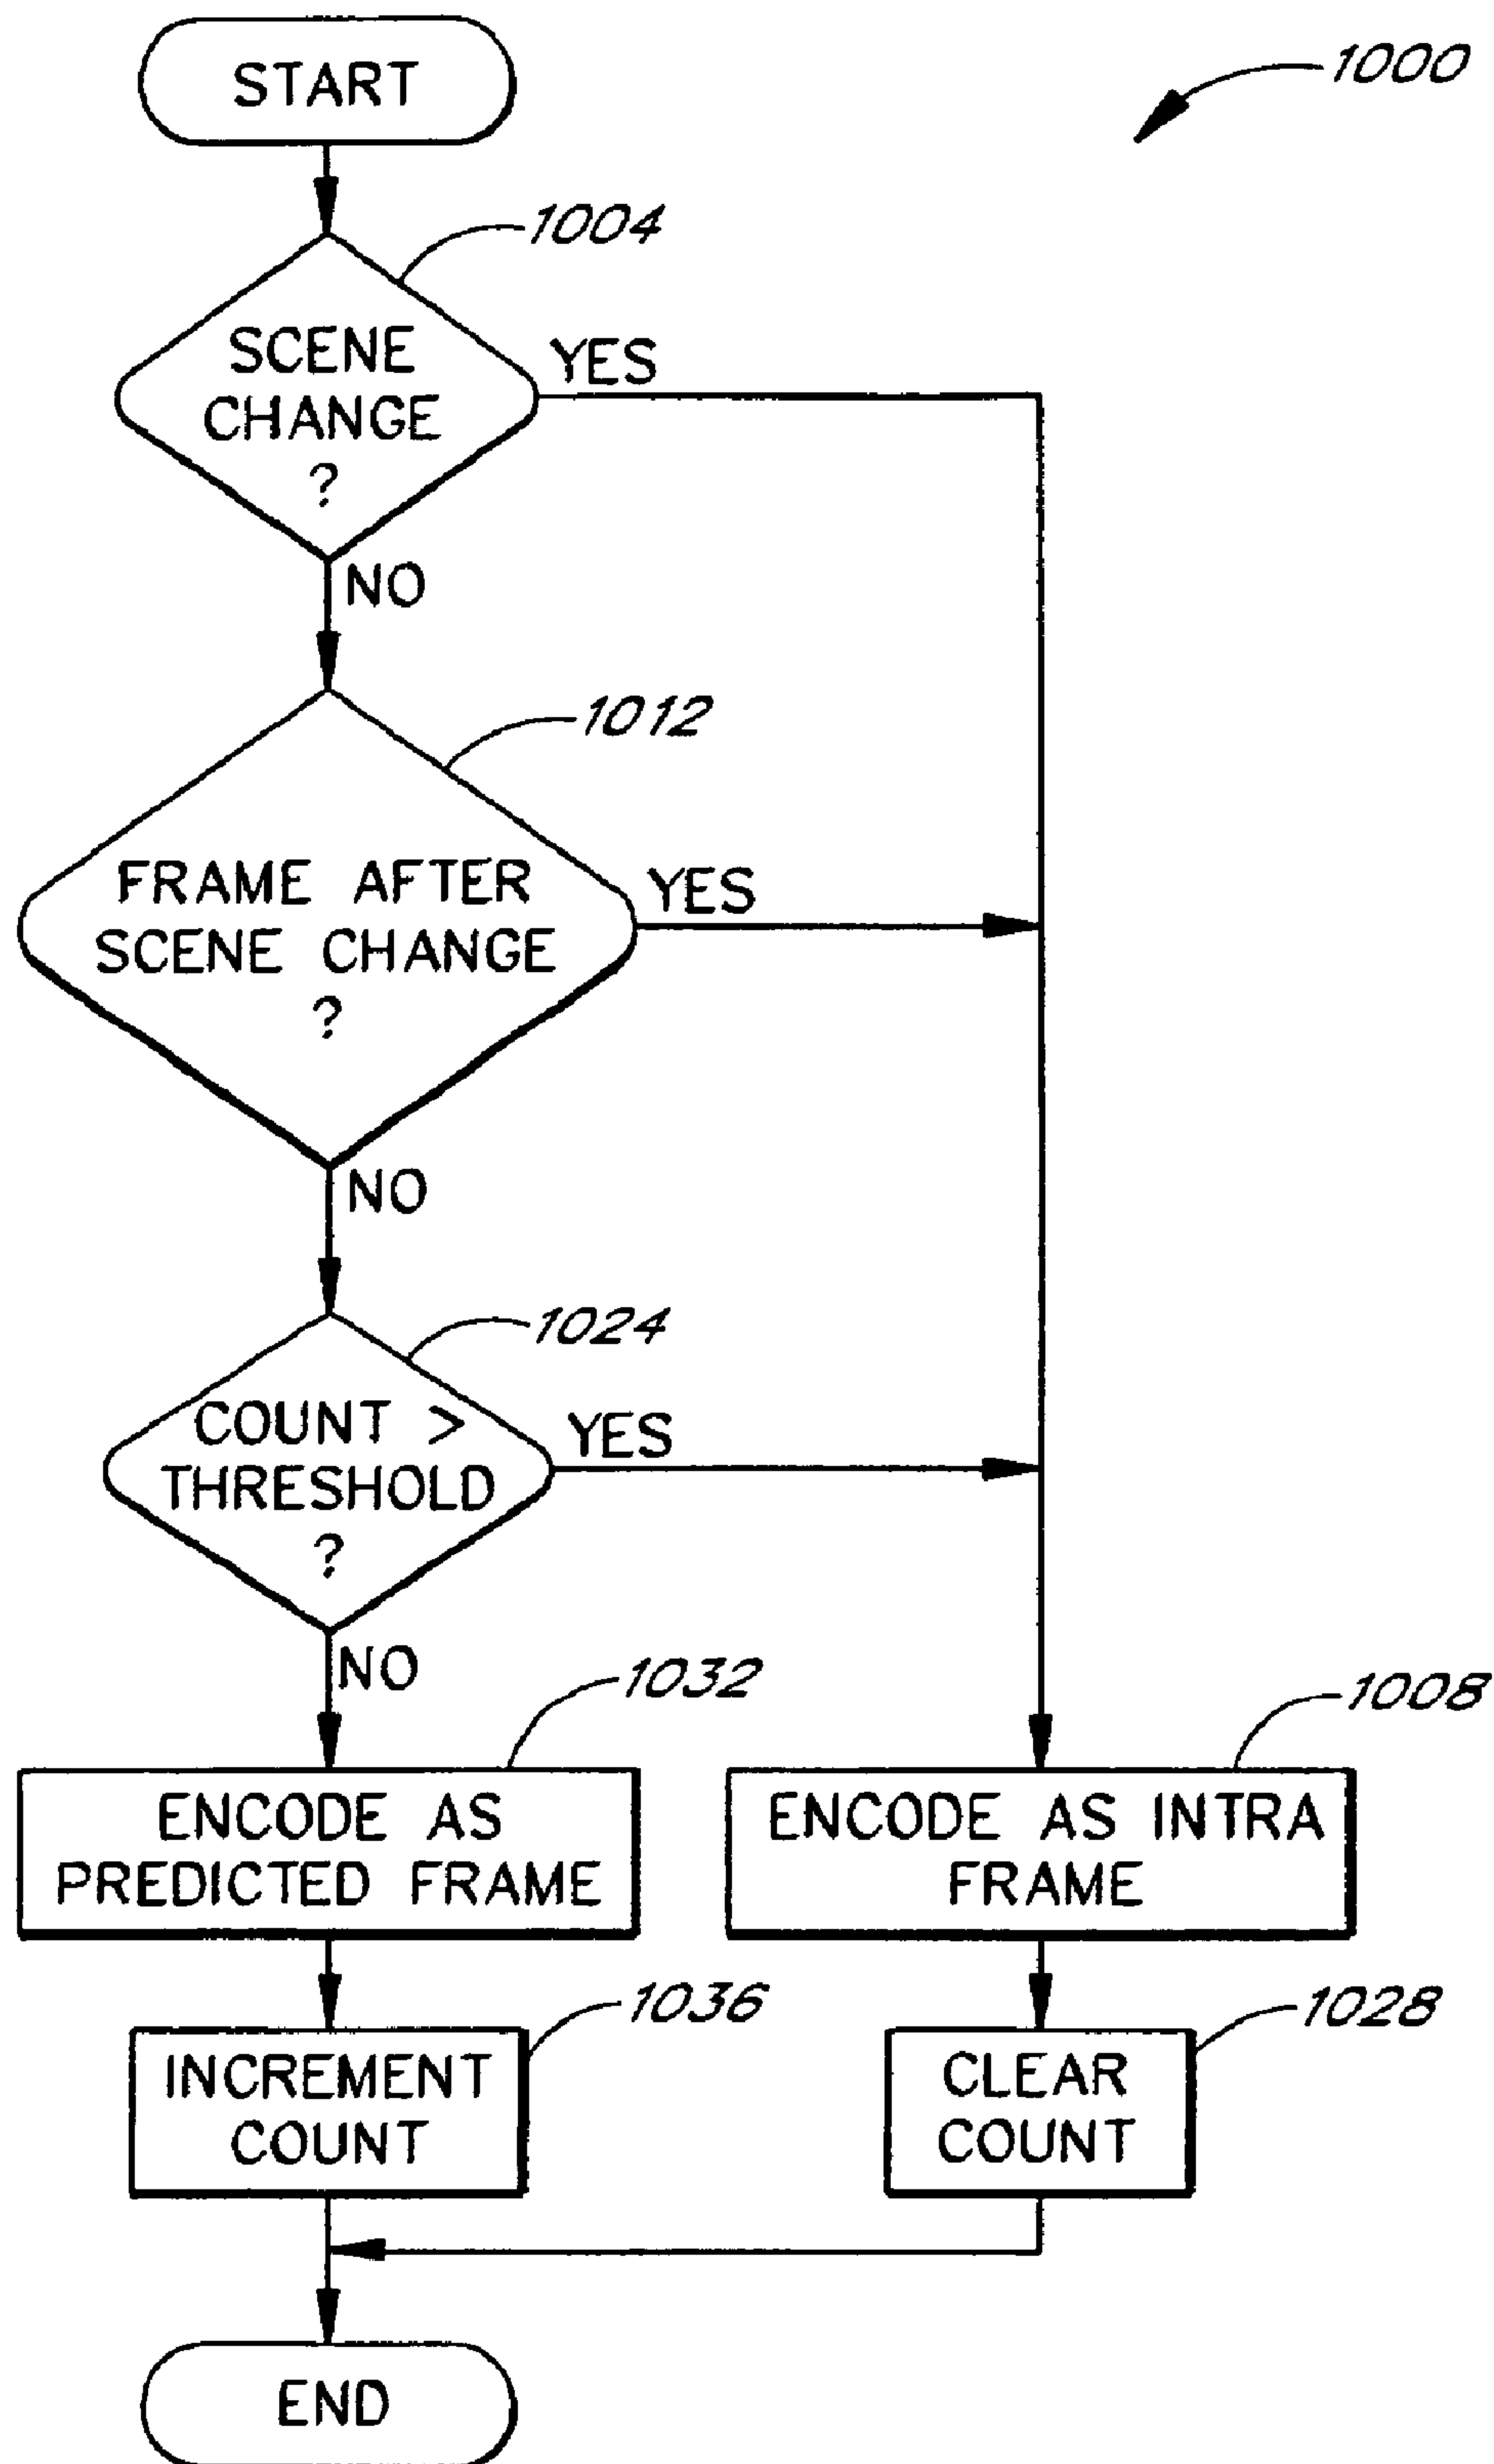 START
1000
1004
SCENE
CHANGE
?
YES
NO
1012
FRAME AFTER
SCENE CHANGE
?
YES
NO
1024
COUNT >
THRESHOLD
?
YES
NO
1032
ENCODE AS
PREDICTED FRAME
1008
ENCODE AS INTRA
FRAME
1036
INCREMENT
COUNT
1028
CLEAR
COUNT
END